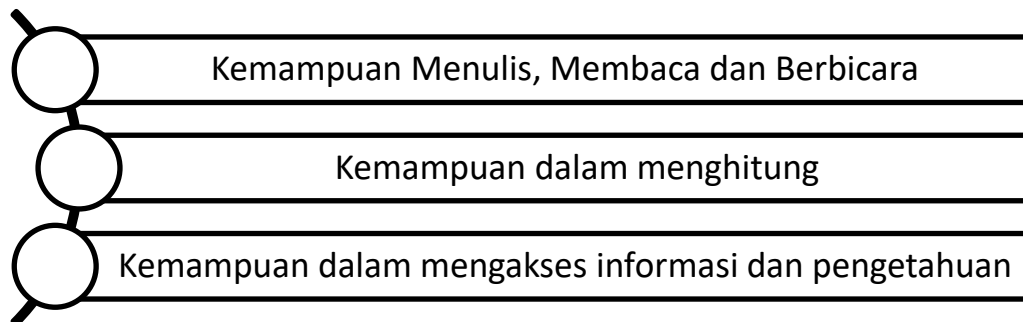 Kemampuan Menulis, Membaca dan Berbicara
Kemampuan dalam menghitung
Kemampuan dalam mengakses informasi dan pengetahuan